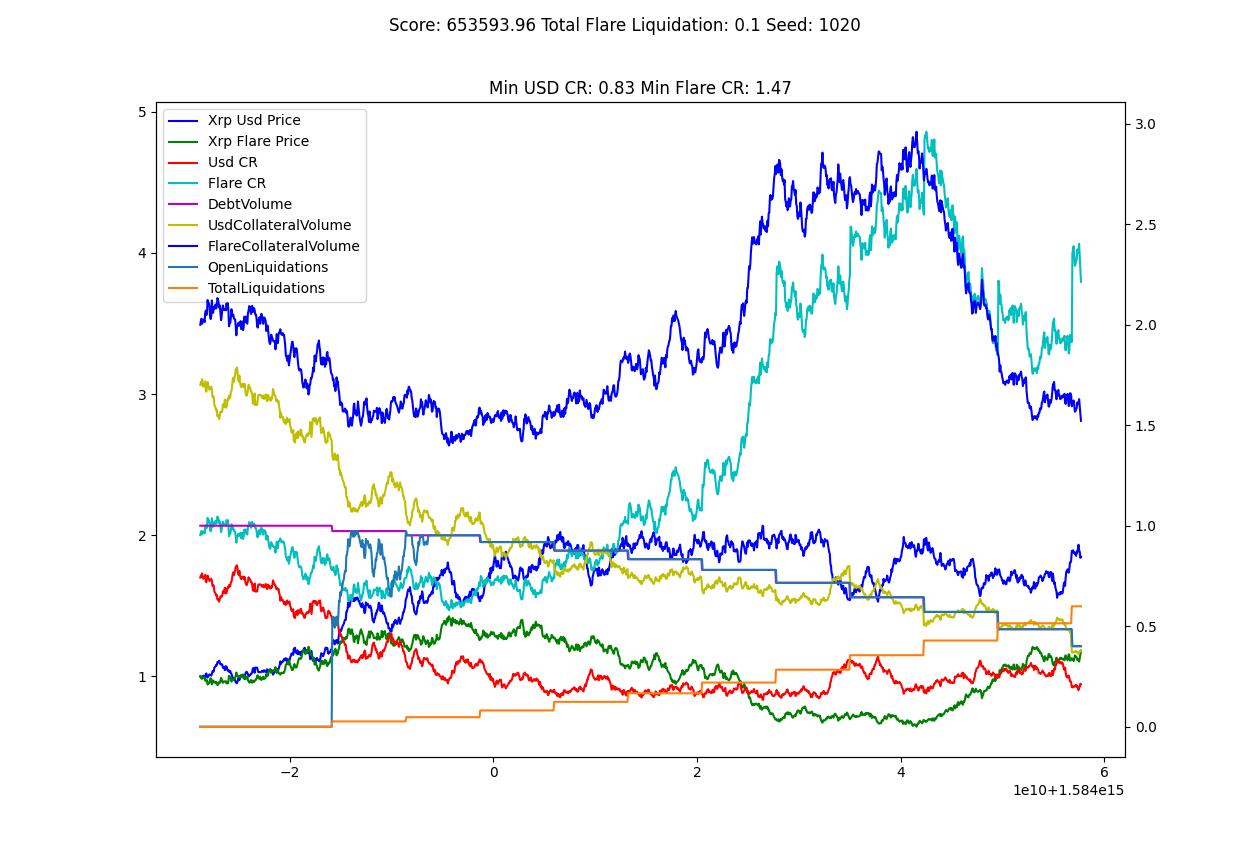 Score: 653593.96 Total Flare Liquidation: 0.1 Seed: 1020
Min USD CR: 0.83 Min Flare CR: 1.47
Xrp Usd Price
Xrp Flare Price
Usd CR
Flare CR
DebtVolume
UsdCollateralVolume
FlareCollateralVolume
OpenLiquidations
TotalLiquidations
5
4
3
2
1
3.0
2.5
2.0
1.5
1.0
0.5
0.0
−2
0
2
4
6
1e10+1.584e15